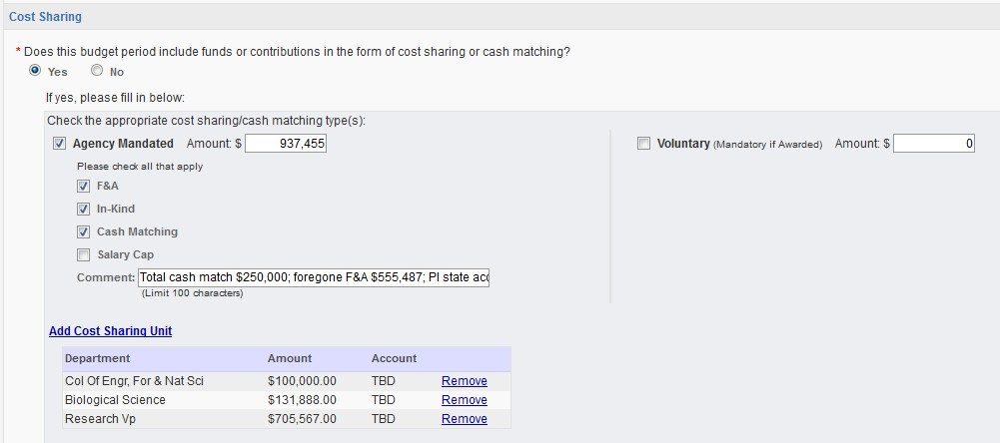 Cost Sharing
* Does this budget period include funds or contributions in the form of cost sharing or cash matching?
Yes No
If yes, please fill in below:
Check the appropriate cost sharing/cash matching type(s):
Agency Mandated Amount: $ 937,455 Voluntary (Mandatory if Awarded) Amount: $ 0
Please check all that apply
F&A
In-Kind
Cash Matching
Salary Cap
Comment: Total cash match $250,000; foregone F&A $555,487; PI state acc
(Limit 100 characters)
Add Cost Sharing Unit
Department Amount Account
Col Of Engr, For & Nat Sci $100,000.00 TBD Remove
Biological Science $131,888.00 TBD Remove
Research Vp $705,567.00 TBD Remove